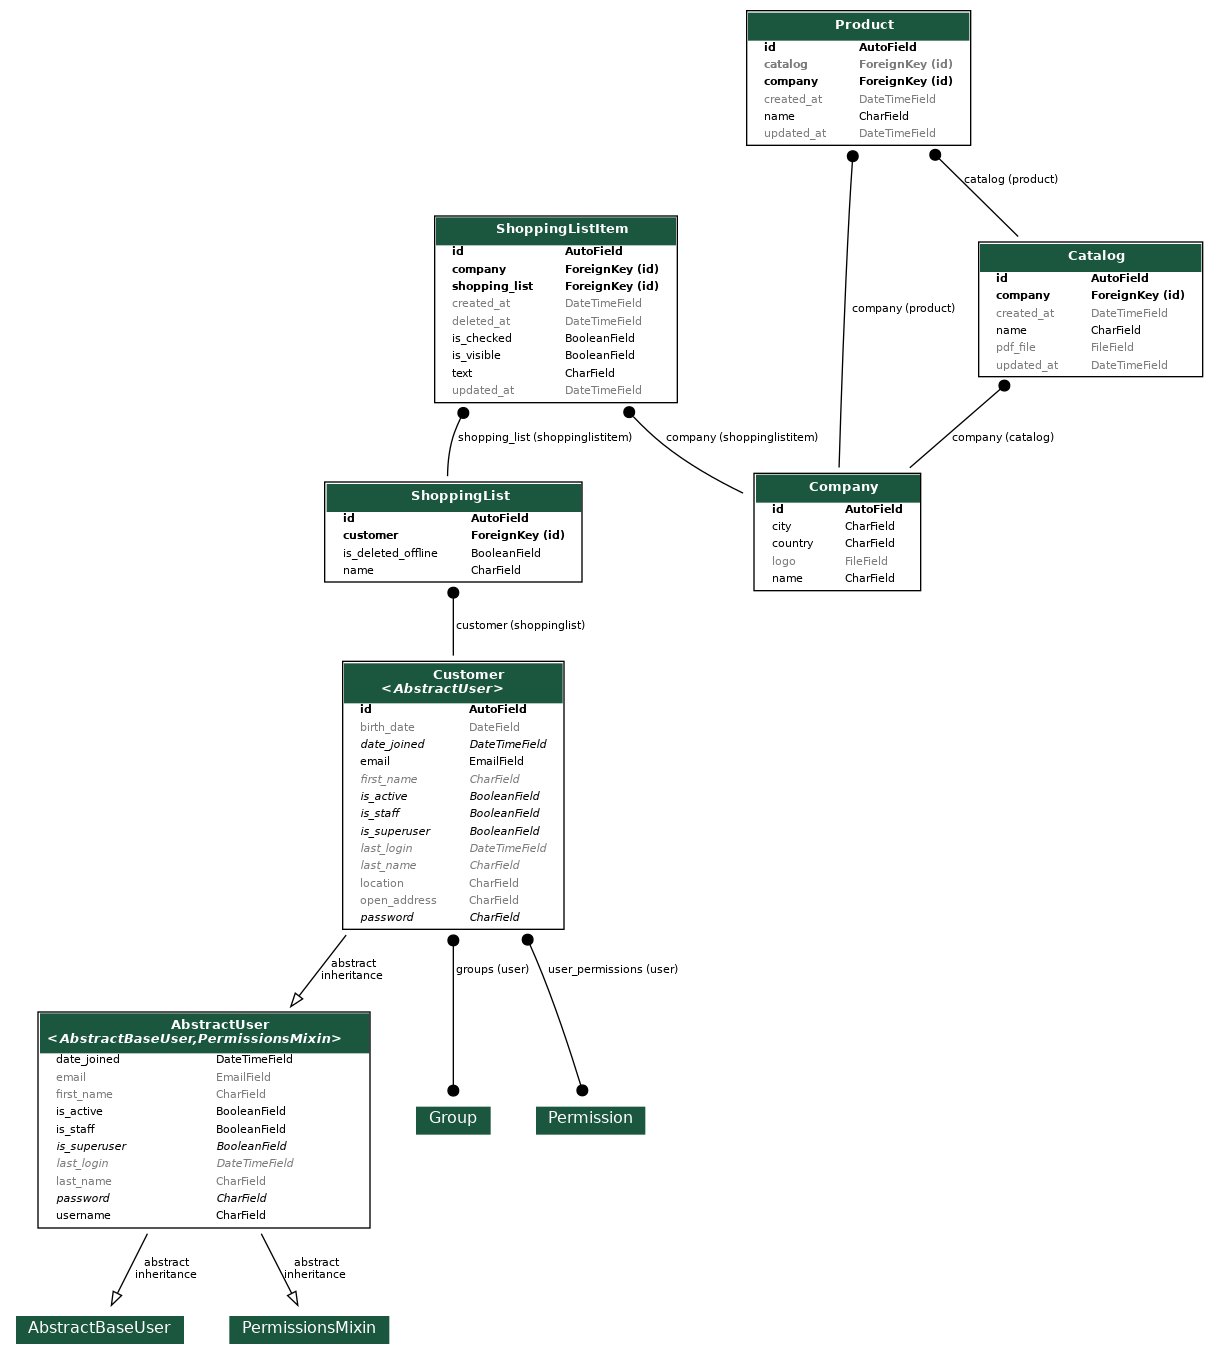 Product
id AutoField
catalog ForeignKey (id)
company ForeignKey (id)
created_at DateTimeField
name CharField
updated_at DateTimeField
catalog (product)
company (product)
ShoppingListItem
id AutoField
company ForeignKey (id)
shopping_list ForeignKey (id)
created_at DateTimeField
deleted_at DateTimeField
is_checked BooleanField
is_visible BooleanField
text CharField
updated_at DateTimeField
Catalog
id AutoField
company ForeignKey (id)
created_at DateTimeField
name CharField
pdf_file FileField
updated_at DateTimeField
shopping_list (shoppinglistitem)
company (shoppinglistitem)
company (catalog)
ShoppingList
id AutoField
customer ForeignKey (id)
is_deleted_offline BooleanField
name CharField
Company
id AutoField
city CharField
country CharField
logo FileField
name CharField
customer (shoppinglist)
Customer
<AbstractUser>
id AutoField
birth_date DateField
date_joined DateTimeField
email EmailField
first_name CharField
is_active BooleanField
is_staff BooleanField
is_superuser BooleanField
last_login DateTimeField
last_name CharField
location CharField
open_address CharField
password CharField
abstract
inheritance
groups (user)
user_permissions (user)
AbstractUser
<AbstractBaseUser,PermissionsMixin>
date_joined DateTimeField
email EmailField
first_name CharField
is_active BooleanField
is_staff BooleanField
is_superuser BooleanField
last_login DateTimeField
last_name CharField
password CharField
username CharField
Group
Permission
abstract
inheritance
abstract
inheritance
AbstractBaseUser
PermissionsMixin